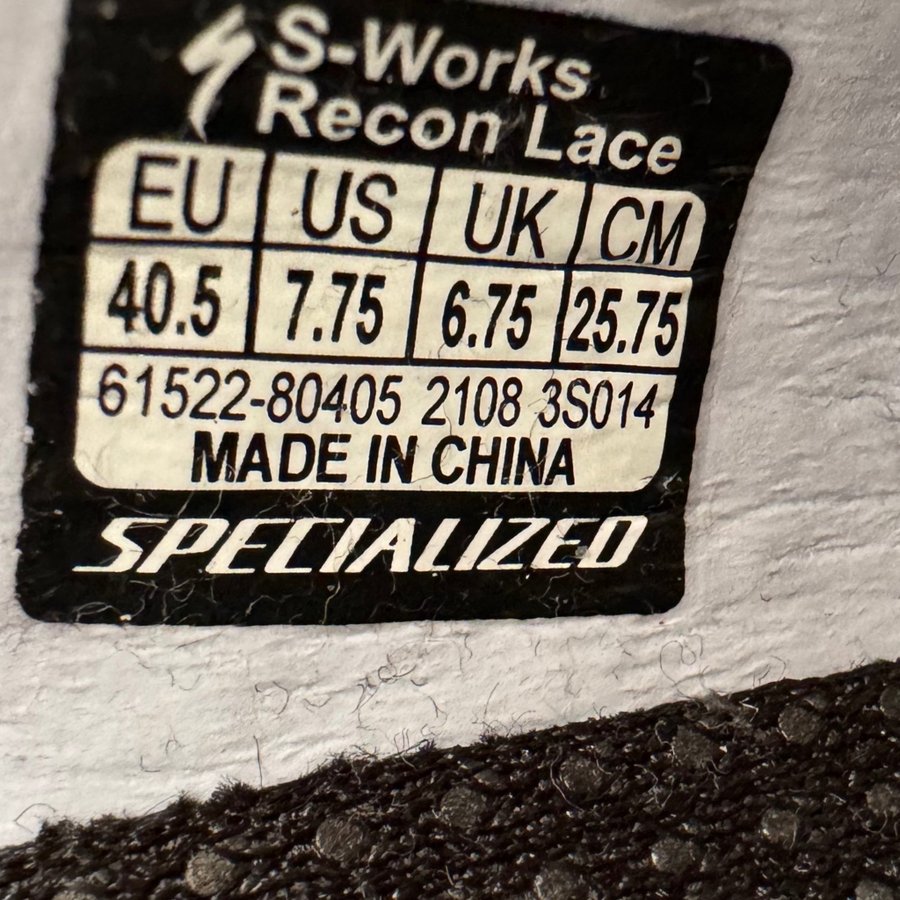 S-Works
Recon Lace
EU US UK CM
40.5 7.75 6.75 25.75
61522-80405 2108 3S014
MADE IN CHINA
SPECIALIZED